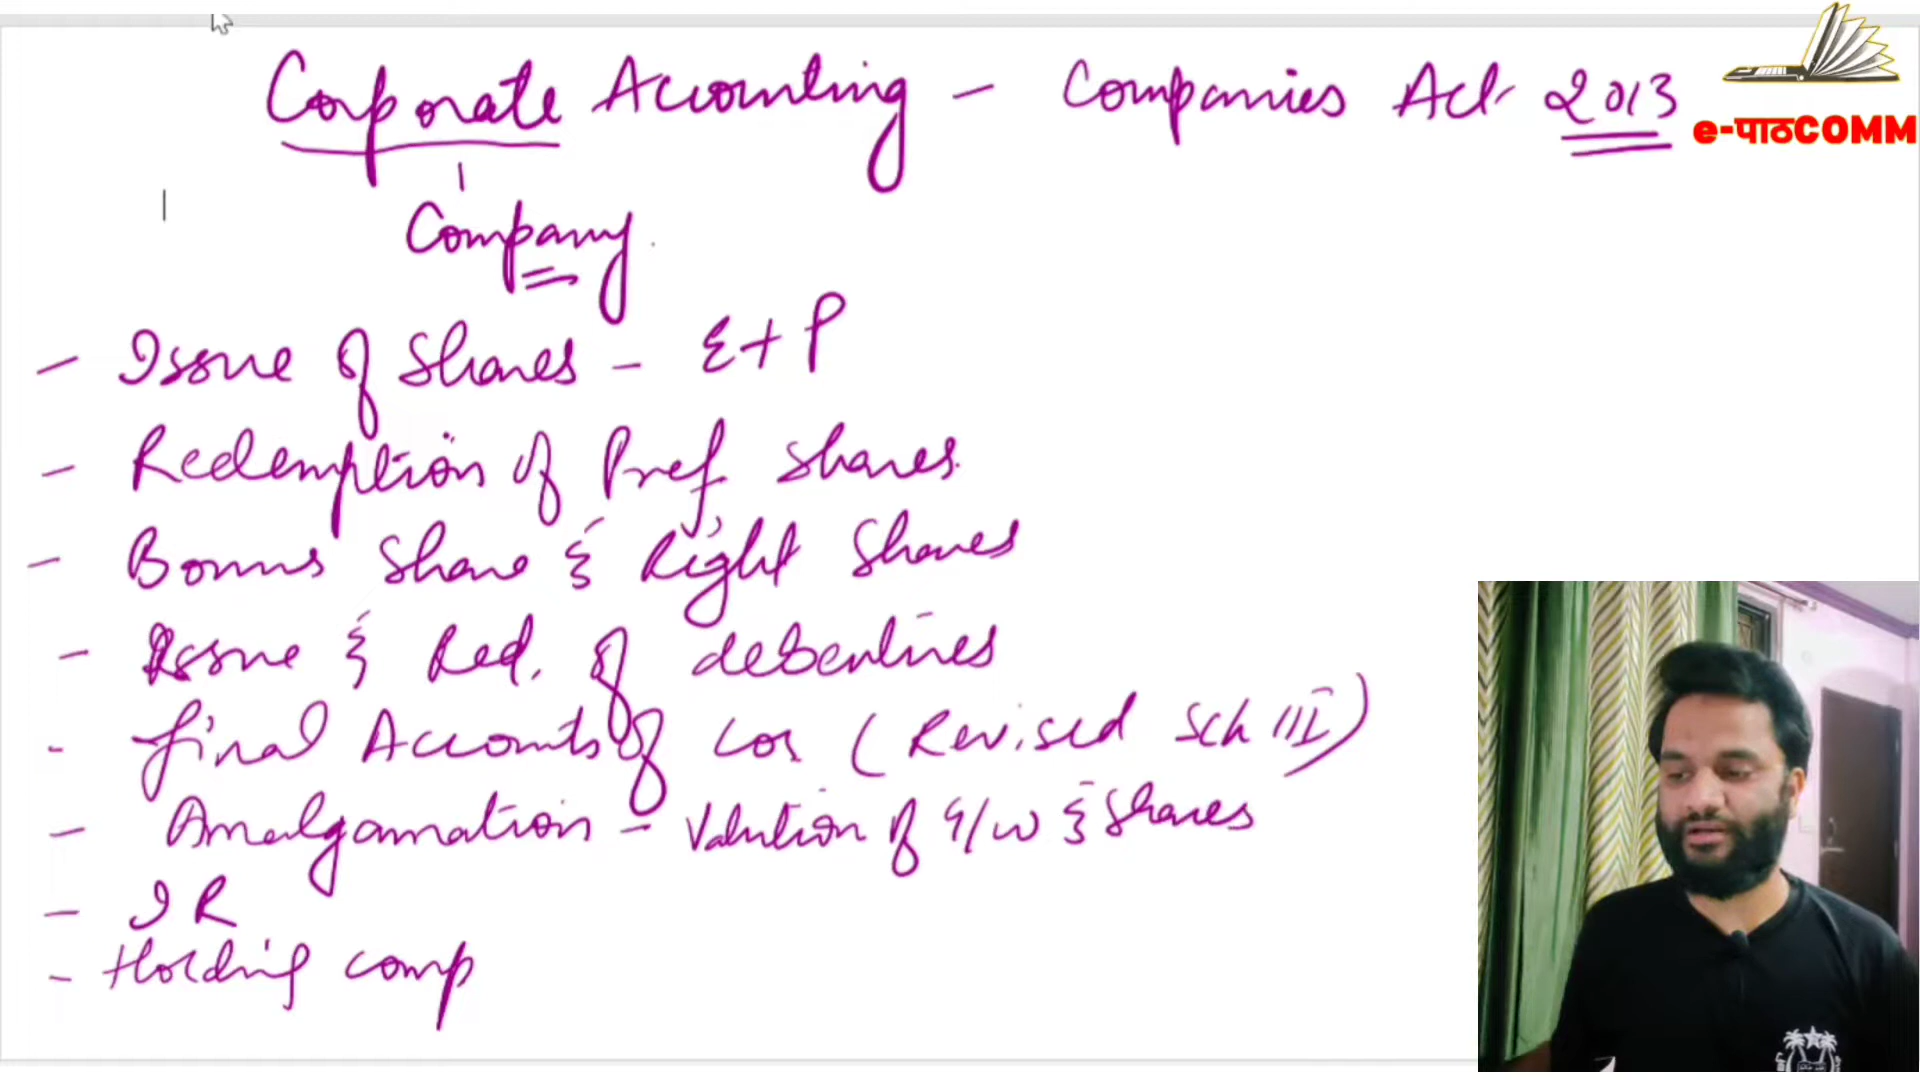 Corporate Accounting - Companies Act 2013
e-पाठCOMM
Company
- Issue of Shares - E+P
- Redemption of Pref shares
- Bonus Share & Right Shares
- Issue & Red. of debentures
- Final Accounts of cos (Revised Sch III)
- Amalgamation - Valution of G/W & Shares
- IR
- Holding comp